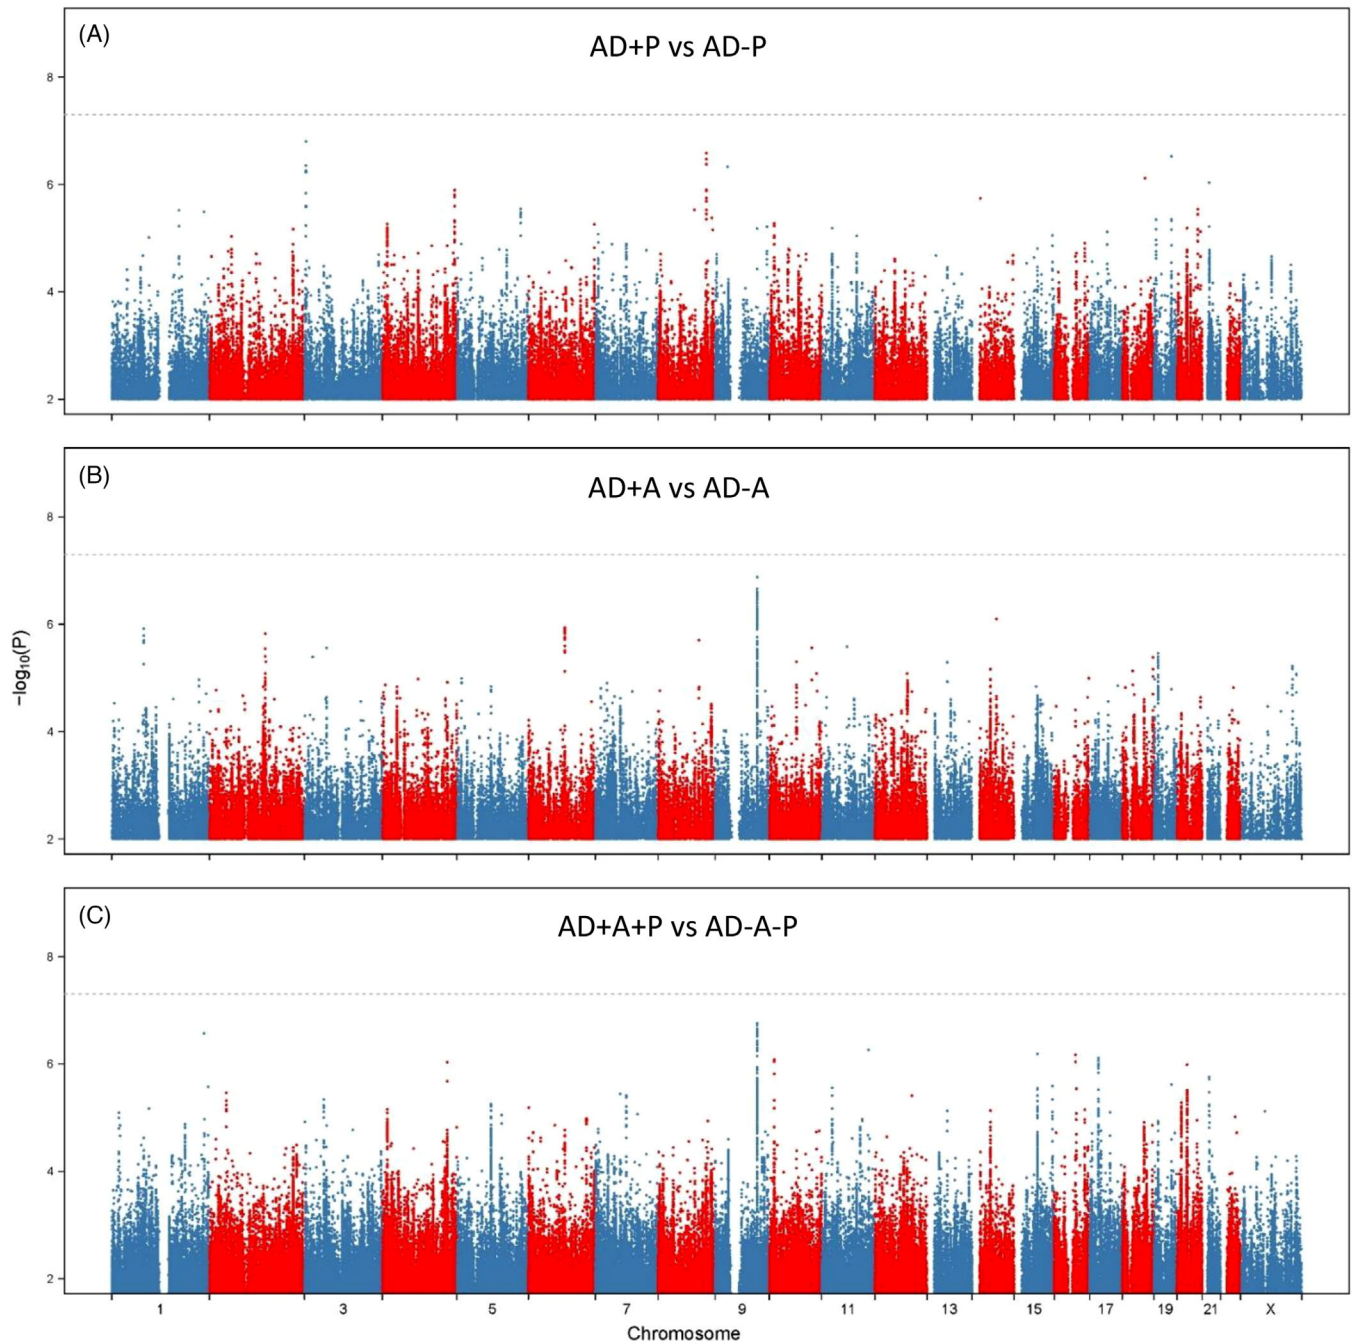 (A)
AD+P vs AD-P
8
6
4
2
(B)
AD+A vs AD-A
8
6
4
2
−log10(P)
(C)
AD+A+P vs AD-A-P
8
6
4
2
1 3 5 7 9 11 13 15 17 19 21 X
Chromosome